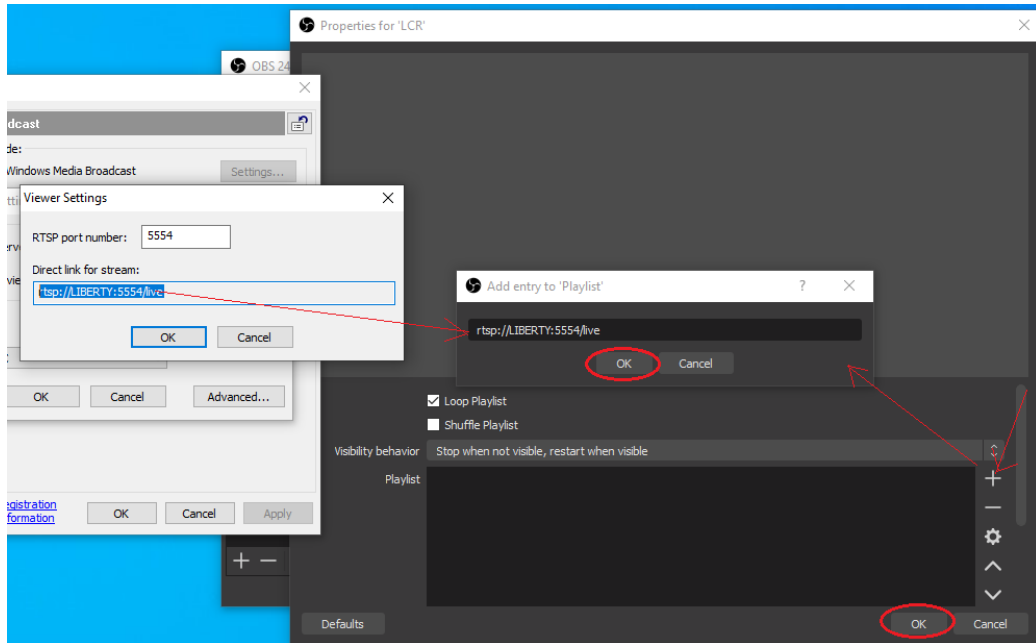 Properties for 'LCR'
OBS 24
dcast
de:
Windows Media Broadcast
Settings...
Viewer Settings
RTSP port number:
5554
Direct link for stream:
rtsp://LIBERTY:5554/live
OK
Cancel
OK
Cancel
Advanced...
egistration
formation
OK
Cancel
Apply
Add entry to 'Playlist'
?
rtsp://LIBERTY:5554/live
OK
Cancel
Loop Playlist
Shuffle Playlist
Visibility behavior
Stop when not visible, restart when visible
Playlist
Defaults
OK
Cancel